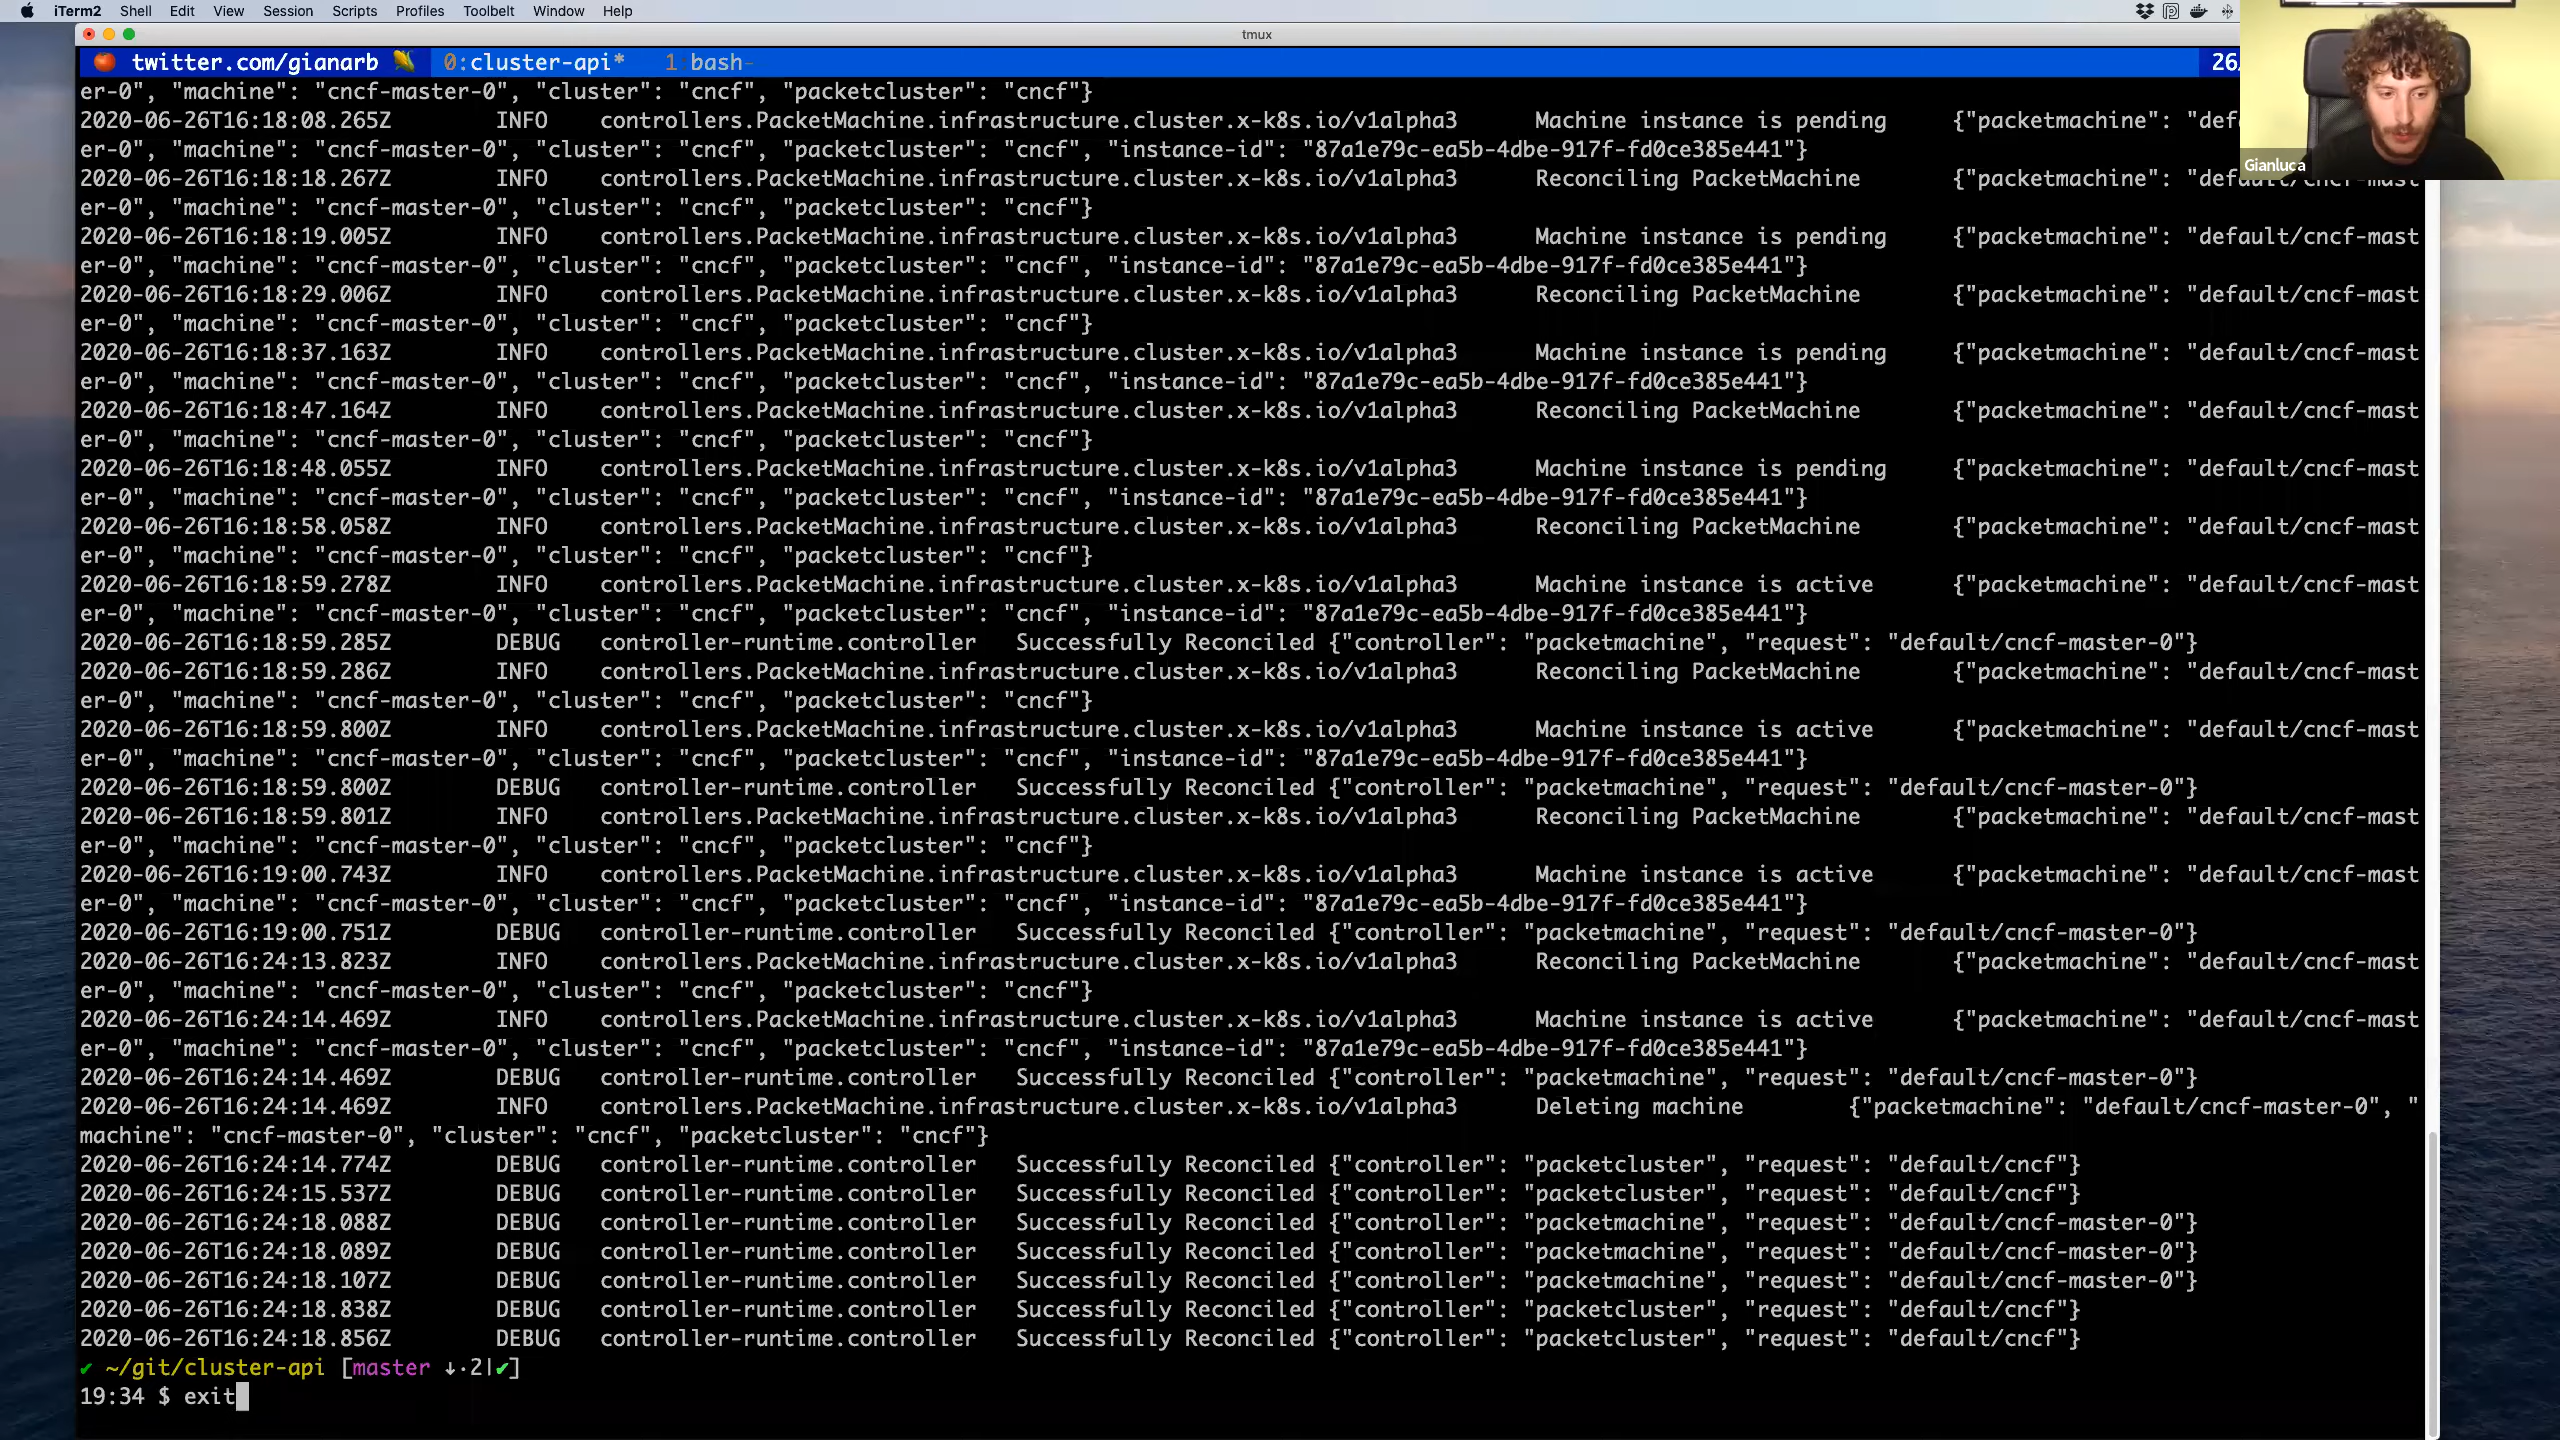 iTerm2 Shell Edit View Session Scripts Profiles Toolbelt Window Help
tmux
twitter.com/gianarb 0:cluster-api* 1 bash- 26
er-0", "machine": "cncf-master-0", "cluster": "cncf", "packetcluster": "cncf"}
2020-06-26T16:18:08.265Z INFO controllers.PacketMachine.infrastructure.cluster.x-k8s.io/v1alpha3 Machine instance is pending {"packetmachine": "def
er-0", "machine": "cncf-master-0", "cluster": "cncf", "packetcluster": "cncf", "instance-id": "87a1e79c-ea5b-4dbe-917f-fd0ce385e441"}
Gianluca
2020-06-26T16:18:18.267Z INFO controllers.PacketMachine.infrastructure.cluster.x-k8s.io/v1alpha3 Reconciling PacketMachine {"packetmachine": "default/cncf-mast
er-0", "machine": "cncf-master-0", "cluster": "cncf", "packetcluster": "cncf"}
2020-06-26T16:18:19.005Z INFO controllers.PacketMachine.infrastructure.cluster.x-k8s.io/v1alpha3 Machine instance is pending {"packetmachine": "default/cncf-mast
er-0", "machine": "cncf-master-0", "cluster": "cncf", "packetcluster": "cncf", "instance-id": "87a1e79c-ea5b-4dbe-917f-fd0ce385e441"}
2020-06-26T16:18:29.006Z INFO controllers.PacketMachine.infrastructure.cluster.x-k8s.io/v1alpha3 Reconciling PacketMachine {"packetmachine": "default/cncf-mast
er-0", "machine": "cncf-master-0", "cluster": "cncf", "packetcluster": "cncf"}
2020-06-26T16:18:37.163Z INFO controllers.PacketMachine.infrastructure.cluster.x-k8s.io/v1alpha3 Machine instance is pending {"packetmachine": "default/cncf-mast
er-0", "machine": "cncf-master-0", "cluster": "cncf", "packetcluster": "cncf", "instance-id": "87a1e79c-ea5b-4dbe-917f-fd0ce385e441"}
2020-06-26T16:18:47.164Z INFO controllers.PacketMachine.infrastructure.cluster.x-k8s.io/v1alpha3 Reconciling PacketMachine {"packetmachine": "default/cncf-mast
er-0", "machine": "cncf-master-0", "cluster": "cncf", "packetcluster": "cncf"}
2020-06-26T16:18:48.055Z INFO controllers.PacketMachine.infrastructure.cluster.x-k8s.io/v1alpha3 Machine instance is pending {"packetmachine": "default/cncf-mast
er-0", "machine": "cncf-master-0", "cluster": "cncf", "packetcluster": "cncf", "instance-id": "87a1e79c-ea5b-4dbe-917f-fd0ce385e441"}
2020-06-26T16:18:58.058Z INFO controllers.PacketMachine.infrastructure.cluster.x-k8s.io/v1alpha3 Reconciling PacketMachine {"packetmachine": "default/cncf-mast
er-0", "machine": "cncf-master-0", "cluster": "cncf", "packetcluster": "cncf"}
2020-06-26T16:18:59.278Z INFO controllers.PacketMachine.infrastructure.cluster.x-k8s.io/v1alpha3 Machine instance is active {"packetmachine": "default/cncf-mast
er-0", "machine": "cncf-master-0", "cluster": "cncf", "packetcluster": "cncf", "instance-id": "87a1e79c-ea5b-4dbe-917f-fd0ce385e441"}
2020-06-26T16:18:59.285Z DEBUG controller-runtime.controller Successfully Reconciled {"controller": "packetmachine", "request": "default/cncf-master-0"}
2020-06-26T16:18:59.286Z INFO controllers.PacketMachine.infrastructure.cluster.x-k8s.io/v1alpha3 Reconciling PacketMachine {"packetmachine": "default/cncf-mast
er-0", "machine": "cncf-master-0", "cluster": "cncf", "packetcluster": "cncf"}
2020-06-26T16:18:59.800Z INFO controllers.PacketMachine.infrastructure.cluster.x-k8s.io/v1alpha3 Machine instance is active {"packetmachine": "default/cncf-mast
er-0", "machine": "cncf-master-0", "cluster": "cncf", "packetcluster": "cncf", "instance-id": "87a1e79c-ea5b-4dbe-917f-fd0ce385e441"}
2020-06-26T16:18:59.800Z DEBUG controller-runtime.controller Successfully Reconciled {"controller": "packetmachine", "request": "default/cncf-master-0"}
2020-06-26T16:18:59.801Z INFO controllers.PacketMachine.infrastructure.cluster.x-k8s.io/v1alpha3 Reconciling PacketMachine {"packetmachine": "default/cncf-mast
er-0", "machine": "cncf-master-0", "cluster": "cncf", "packetcluster": "cncf"}
2020-06-26T16:19:00.743Z INFO controllers.PacketMachine.infrastructure.cluster.x-k8s.io/v1alpha3 Machine instance is active {"packetmachine": "default/cncf-mast
er-0", "machine": "cncf-master-0", "cluster": "cncf", "packetcluster": "cncf", "instance-id": "87a1e79c-ea5b-4dbe-917f-fd0ce385e441"}
2020-06-26T16:19:00.751Z DEBUG controller-runtime.controller Successfully Reconciled {"controller": "packetmachine", "request": "default/cncf-master-0"}
2020-06-26T16:24:13.823Z INFO controllers.PacketMachine.infrastructure.cluster.x-k8s.io/v1alpha3 Reconciling PacketMachine {"packetmachine": "default/cncf-mast
er-0", "machine": "cncf-master-0", "cluster": "cncf", "packetcluster": "cncf"}
2020-06-26T16:24:14.469Z INFO controllers.PacketMachine.infrastructure.cluster.x-k8s.io/v1alpha3 Machine instance is active {"packetmachine": "default/cncf-mast
er-0", "machine": "cncf-master-0", "cluster": "cncf", "packetcluster": "cncf", "instance-id": "87a1e79c-ea5b-4dbe-917f-fd0ce385e441"}
2020-06-26T16:24:14.469Z DEBUG controller-runtime.controller Successfully Reconciled {"controller": "packetmachine", "request": "default/cncf-master-0"}
2020-06-26T16:24:14.469Z INFO controllers.PacketMachine.infrastructure.cluster.x-k8s.io/v1alpha3 Deleting machine {"packetmachine": "default/cncf-master-0", "
machine": "cncf-master-0", "cluster": "cncf", "packetcluster": "cncf"}
2020-06-26T16:24:14.774Z DEBUG controller-runtime.controller Successfully Reconciled {"controller": "packetcluster", "request": "default/cncf"}
2020-06-26T16:24:15.537Z DEBUG controller-runtime.controller Successfully Reconciled {"controller": "packetcluster", "request": "default/cncf"}
2020-06-26T16:24:18.088Z DEBUG controller-runtime.controller Successfully Reconciled {"controller": "packetmachine", "request": "default/cncf-master-0"}
2020-06-26T16:24:18.089Z DEBUG controller-runtime.controller Successfully Reconciled {"controller": "packetmachine", "request": "default/cncf-master-0"}
2020-06-26T16:24:18.107Z DEBUG controller-runtime.controller Successfully Reconciled {"controller": "packetmachine", "request": "default/cncf-master-0"}
2020-06-26T16:24:18.838Z DEBUG controller-runtime.controller Successfully Reconciled {"controller": "packetcluster", "request": "default/cncf"}
2020-06-26T16:24:18.856Z DEBUG controller-runtime.controller Successfully Reconciled {"controller": "packetcluster", "request": "default/cncf"}
✔ ~/git/cluster-api [master ↓·2|✔]
19:34 $ exit